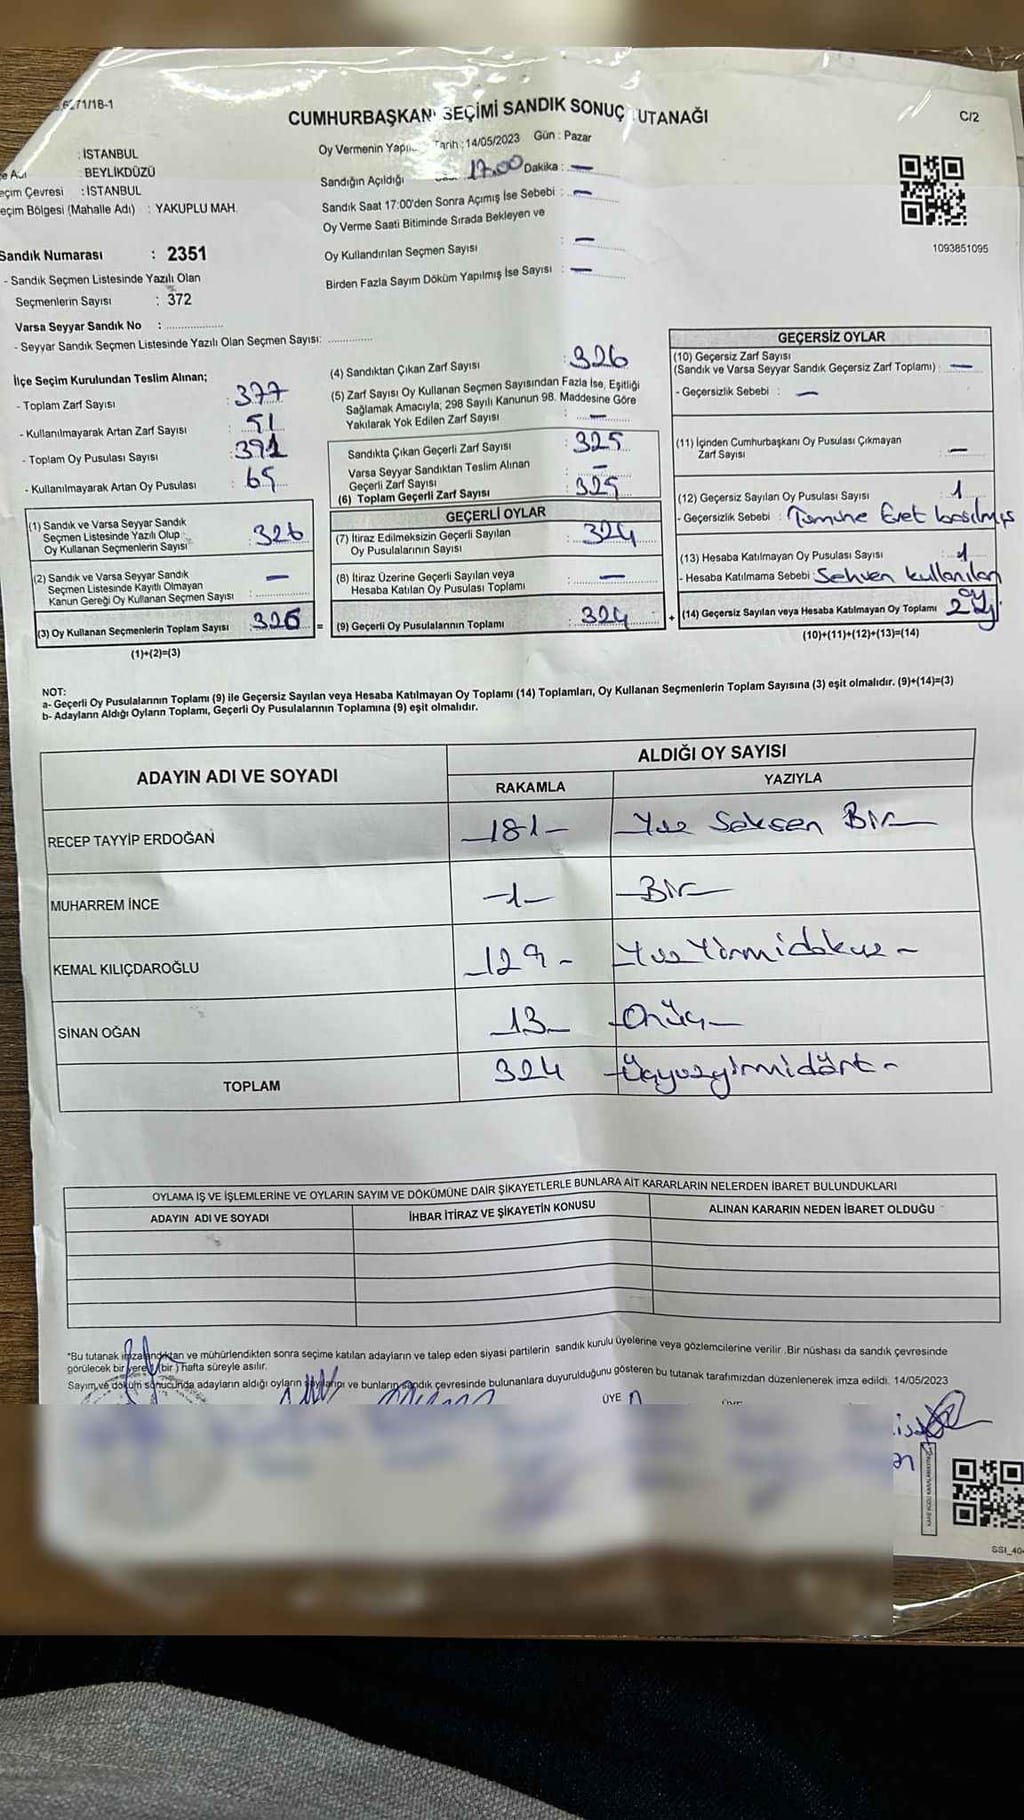 6271/1B-1
CUMHURBAŞKANI SEÇİMİ SANDIK SONUÇ TUTANAĞI
C/2
: İSTANBUL
: BEYLİKDÜZÜ
eçim Çevresi : İSTANBUL
eçim Bölgesi (Mahalle Adı) : YAKUPLU MAH.
Sandık Numarası : 2351
- Sandık Seçmen Listesinde Yazılı Olan
Seçmenlerin Sayısı : 372
Varsa Seyyar Sandık No :
- Seyyar Sandık Seçmen Listesinde Yazılı Olan Seçmen Sayısı:
Oy Vermenin Tarih : 14/05/2023 Gün : Pazar
Sandığın Açıldığı 17.00 Dakika : —
Sandık Saat 17:00'den Sonra Açımış İse Sebebi : —
Oy Verme Saati Bitiminde Sırada Bekleyen ve
Oy Kullandırılan Seçmen Sayısı : —
Birden Fazla Sayım Döküm Yapılmış İse Sayısı : —
1093851095
İlçe Seçim Kurulundan Teslim Alınan;
- Toplam Zarf Sayısı : 377
- Kullanılmayarak Artan Zarf Sayısı : 51
- Toplam Oy Pusulası Sayısı : 391
- Kullanılmayarak Artan Oy Pusulası : 65
(1) Sandık ve Varsa Seyyar Sandık
Seçmen Listesinde Yazılı Olup
Oy Kullanan Seçmenlerin Sayısı : 326
(2) Sandık ve Varsa Seyyar Sandık
Seçmen Listesinde Kayıtlı Olmayan
Kanun Gereği Oy Kullanan Seçmen Sayısı : —
(3) Oy Kullanan Seçmenlerin Toplam Sayısı : 326
(1)+(2)=(3)
(4) Sandıktan Çıkan Zarf Sayısı : 326
(5) Zarf Sayısı Oy Kullanan Seçmen Sayısından Fazla İse, Eşitliği
Sağlamak Amacıyla; 298 Sayılı Kanunun 98. Maddesine Göre
Yakılarak Yok Edilen Zarf Sayısı : —
Sandıkta Çıkan Geçerli Zarf Sayısı : 325
Varsa Seyyar Sandıktan Teslim Alınan
Geçerli Zarf Sayısı : —
(6) Toplam Geçerli Zarf Sayısı : 325
GEÇERLİ OYLAR
(7) İtiraz Edilmeksizin Geçerli Sayılan
Oy Pusulalarının Sayısı : 324
(8) İtiraz Üzerine Geçerli Sayılan veya
Hesaba Katılan Oy Pusulası Toplamı : —
= (9) Geçerli Oy Pusulalarının Toplamı : 324
GEÇERSİZ OYLAR
(10) Geçersiz Zarf Sayısı
(Sandık ve Varsa Seyyar Sandık Geçersiz Zarf Toplamı) : —
- Geçersizlik Sebebi : —
(11) İçinden Cumhurbaşkanı Oy Pusulası Çıkmayan
Zarf Sayısı : —
(12) Geçersiz Sayılan Oy Pusulası Sayısı : 1
- Geçersizlik Sebebi : Tümüne Evet basılmış
(13) Hesaba Katılmayan Oy Pusulası Sayısı : 1
- Hesaba Katılmama Sebebi Sehven kullanılan
oy
+ (14) Geçersiz Sayılan veya Hesaba Katılmayan Oy Toplamı 2
(10)+(11)+(12)+(13)=(14)
NOT:
a- Geçerli Oy Pusulalarının Toplamı (9) ile Geçersiz Sayılan veya Hesaba Katılmayan Oy Toplamı (14) Toplamları, Oy Kullanan Seçmenlerin Toplam Sayısına (3) eşit olmalıdır. (9)+(14)=(3)
b- Adayların Aldığı Oyların Toplamı, Geçerli Oy Pusulalarının Toplamına (9) eşit olmalıdır.
ADAYIN ADI VE SOYADI
ALDIĞI OY SAYISI
RAKAMLA YAZIYLA
RECEP TAYYİP ERDOĞAN —181— Yüz Seksen Bir—
MUHARREM İNCE —1— —Bir—
KEMAL KILIÇDAROĞLU —129— Yüz Yirmidokuz—
SİNAN OĞAN —13— —Onüç—
TOPLAM 324 —Üçyüzyirmidört—
OYLAMA İŞ VE İŞLEMLERİNE VE OYLARIN SAYIM VE DÖKÜMÜNE DAİR ŞİKAYETLERLE BUNLARA AİT KARARLARIN NELERDEN İBARET BULUNDUKLARI
ADAYIN ADI VE SOYADI İHBAR İTİRAZ VE ŞİKAYETİN KONUSU ALINAN KARARIN NEDEN İBARET OLDUĞU
"Bu tutanak imzalandıktan ve mühürlendikten sonra seçime katılan adayların ve talep eden siyasi partilerin sandık kurulu üyelerine veya gözlemcilerine verilir .Bir nüshası da sandık çevresinde
görülecek bir yere (bir ) hafta süreyle asılır.
Sayım ve döküm sonucunda adayların aldığı oyların ve bunların sandık çevresinde bulunanlara duyurulduğunu gösteren bu tutanak tarafımızdan düzenlenerek imza edildi. 14/05/2023
ÜYE